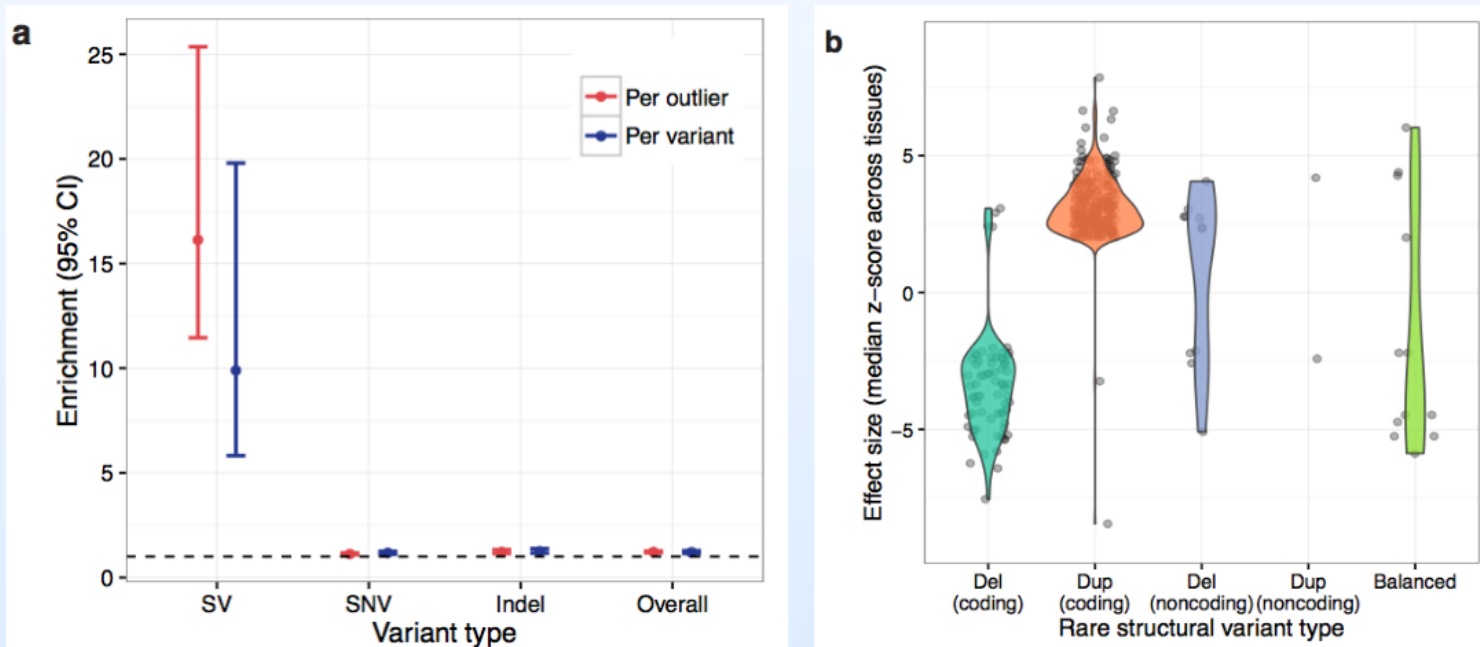 a
Enrichment (95% CI)
25
20
15
10
5
0
Per outlier
Per variant
SV SNV Indel Overall
Variant type
b
Effect size (median z−score across tissues)
5
0
−5
Del Dup Del Dup Balanced
(coding) (coding) (noncoding) (noncoding)
Rare structural variant type